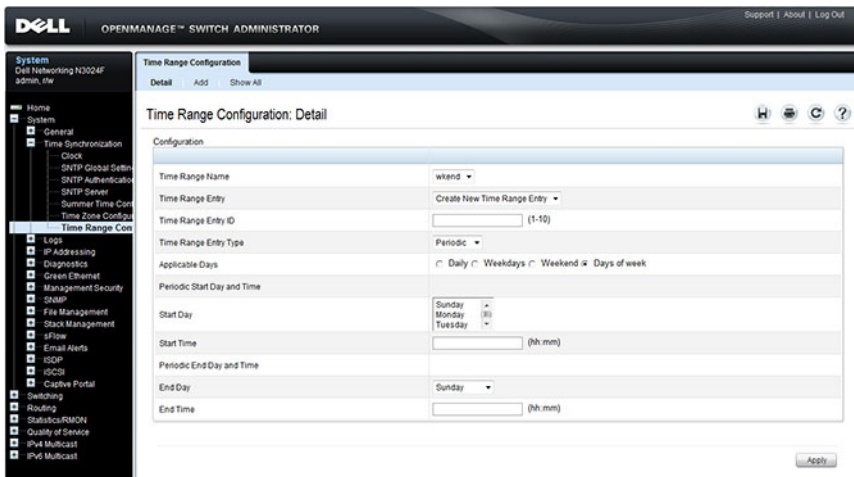 Support | About | Log Out
DELL OPENMANAGE™ SWITCH ADMINISTRATOR
System
Dell Networking N3024F
admin, r/w
Home
System
General
Time Synchronization
Clock
SNTP Global Settin
SNTP Authenticatio
SNTP Server
Summer Time Cont
Time Zone Configu
Time Range Con
Logs
IP Addressing
Diagnostics
Green Ethernet
Management Security
SNMP
File Management
Stack Management
sFlow
Email Alerts
ISDP
iSCSI
Captive Portal
Switching
Routing
Statistics/RMON
Quality of Service
IPv4 Multicast
IPv6 Multicast
Time Range Configuration
Detail Add Show All
Time Range Configuration: Detail
Configuration
Time Range Name wkend
Time Range Entry Create New Time Range Entry
Time Range Entry ID (1-10)
Time Range Entry Type Periodic
Applicable Days Daily Weekdays Weekend Days of week
Periodic Start Day and Time
Start Day Sunday
Monday
Tuesday
Start Time (hh:mm)
Periodic End Day and Time
End Day Sunday
End Time (hh:mm)
Apply